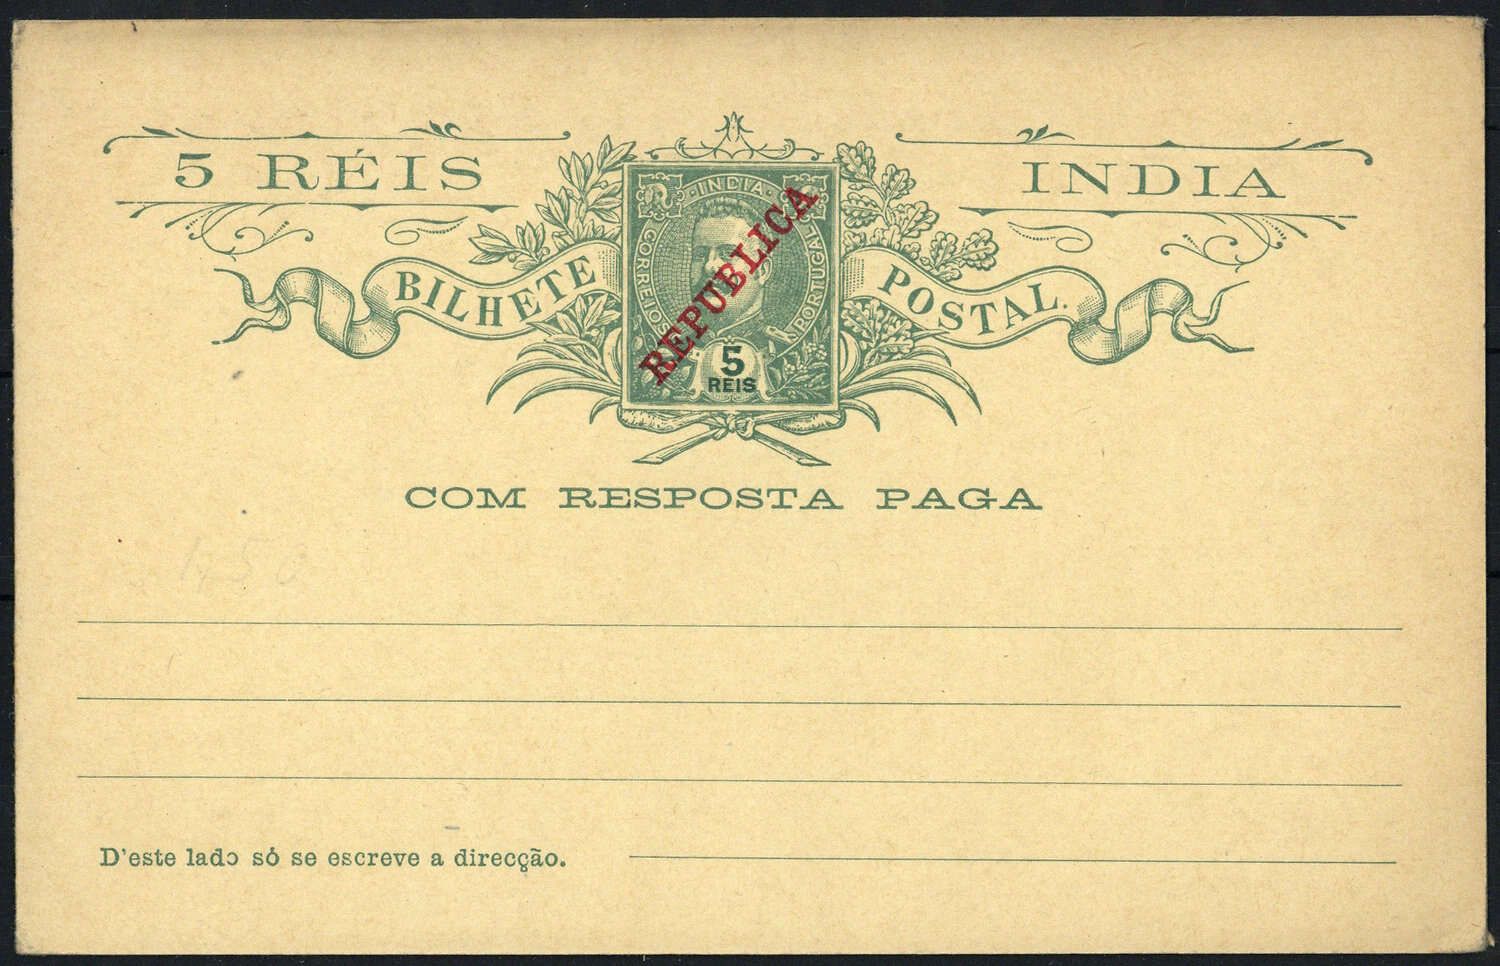 5 RÉIS
INDIA
BILHETE
POSTAL.
INDIA
CORREIOS
PORTUGAL
REPUBLICA
5
REIS
COM RESPOSTA PAGA
D'este lado só se escreve a direcção.